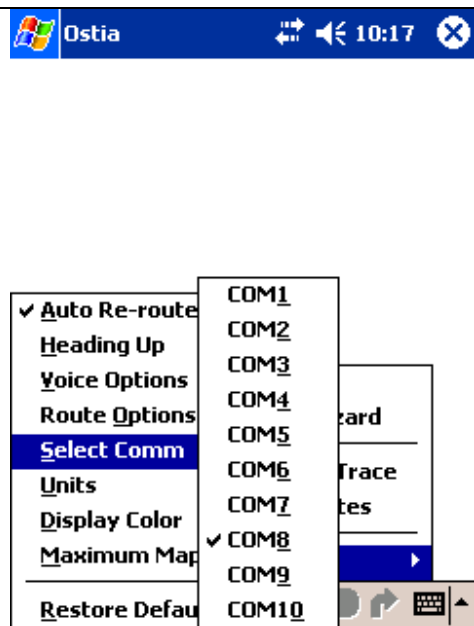 Ostia 10:17
Auto Re-route
Heading Up
Voice Options
Route Options
Select Comm
Units
Display Color
Maximum Map
Restore Defau
COM1
COM2
COM3
COM4
COM5
COM6
COM7
COM8
COM9
COM10
zard
Trace
tes